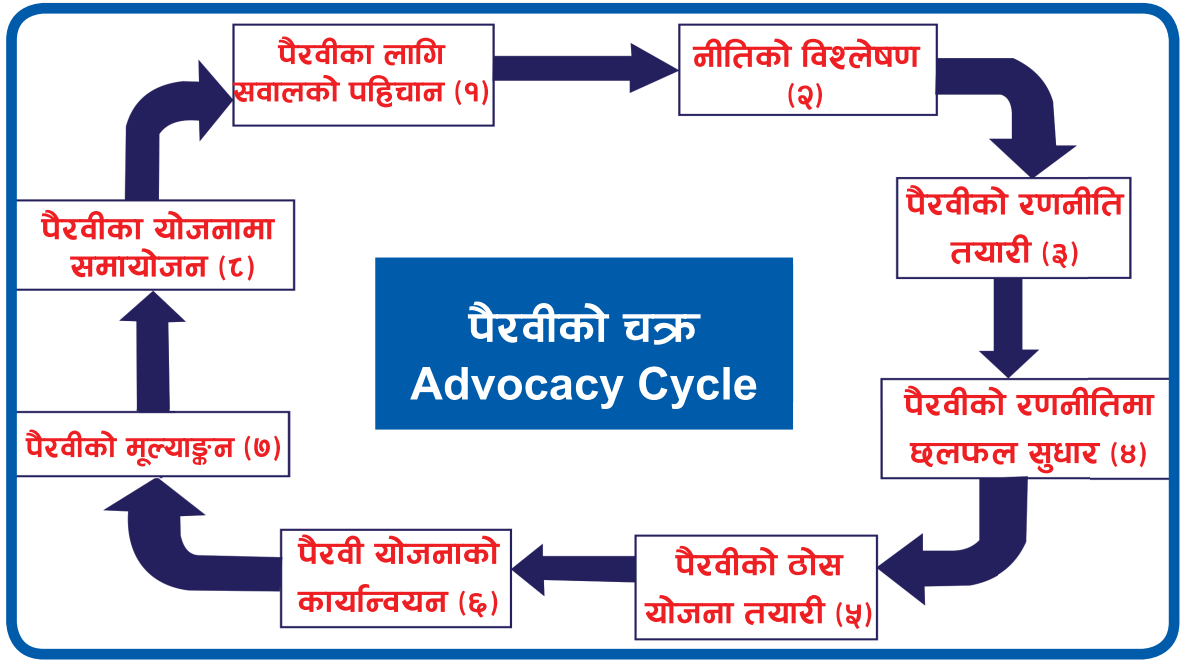 पैरवीका लागि
सवालको पहिचान (१)
नीतिको विश्लेषण
(२)
पैरवीको रणनीति
तयारी (३)
पैरवीको रणनीतिमा
छलफल सुधार (४)
पैरवीको ठोस
योजना तयारी (५)
पैरवी योजनाको
कार्यान्वयन (६)
पैरवीको मूल्याङ्कन (७)
पैरवीका योजनामा
समायोजन (८)
पैरवीको चक्र
Advocacy Cycle